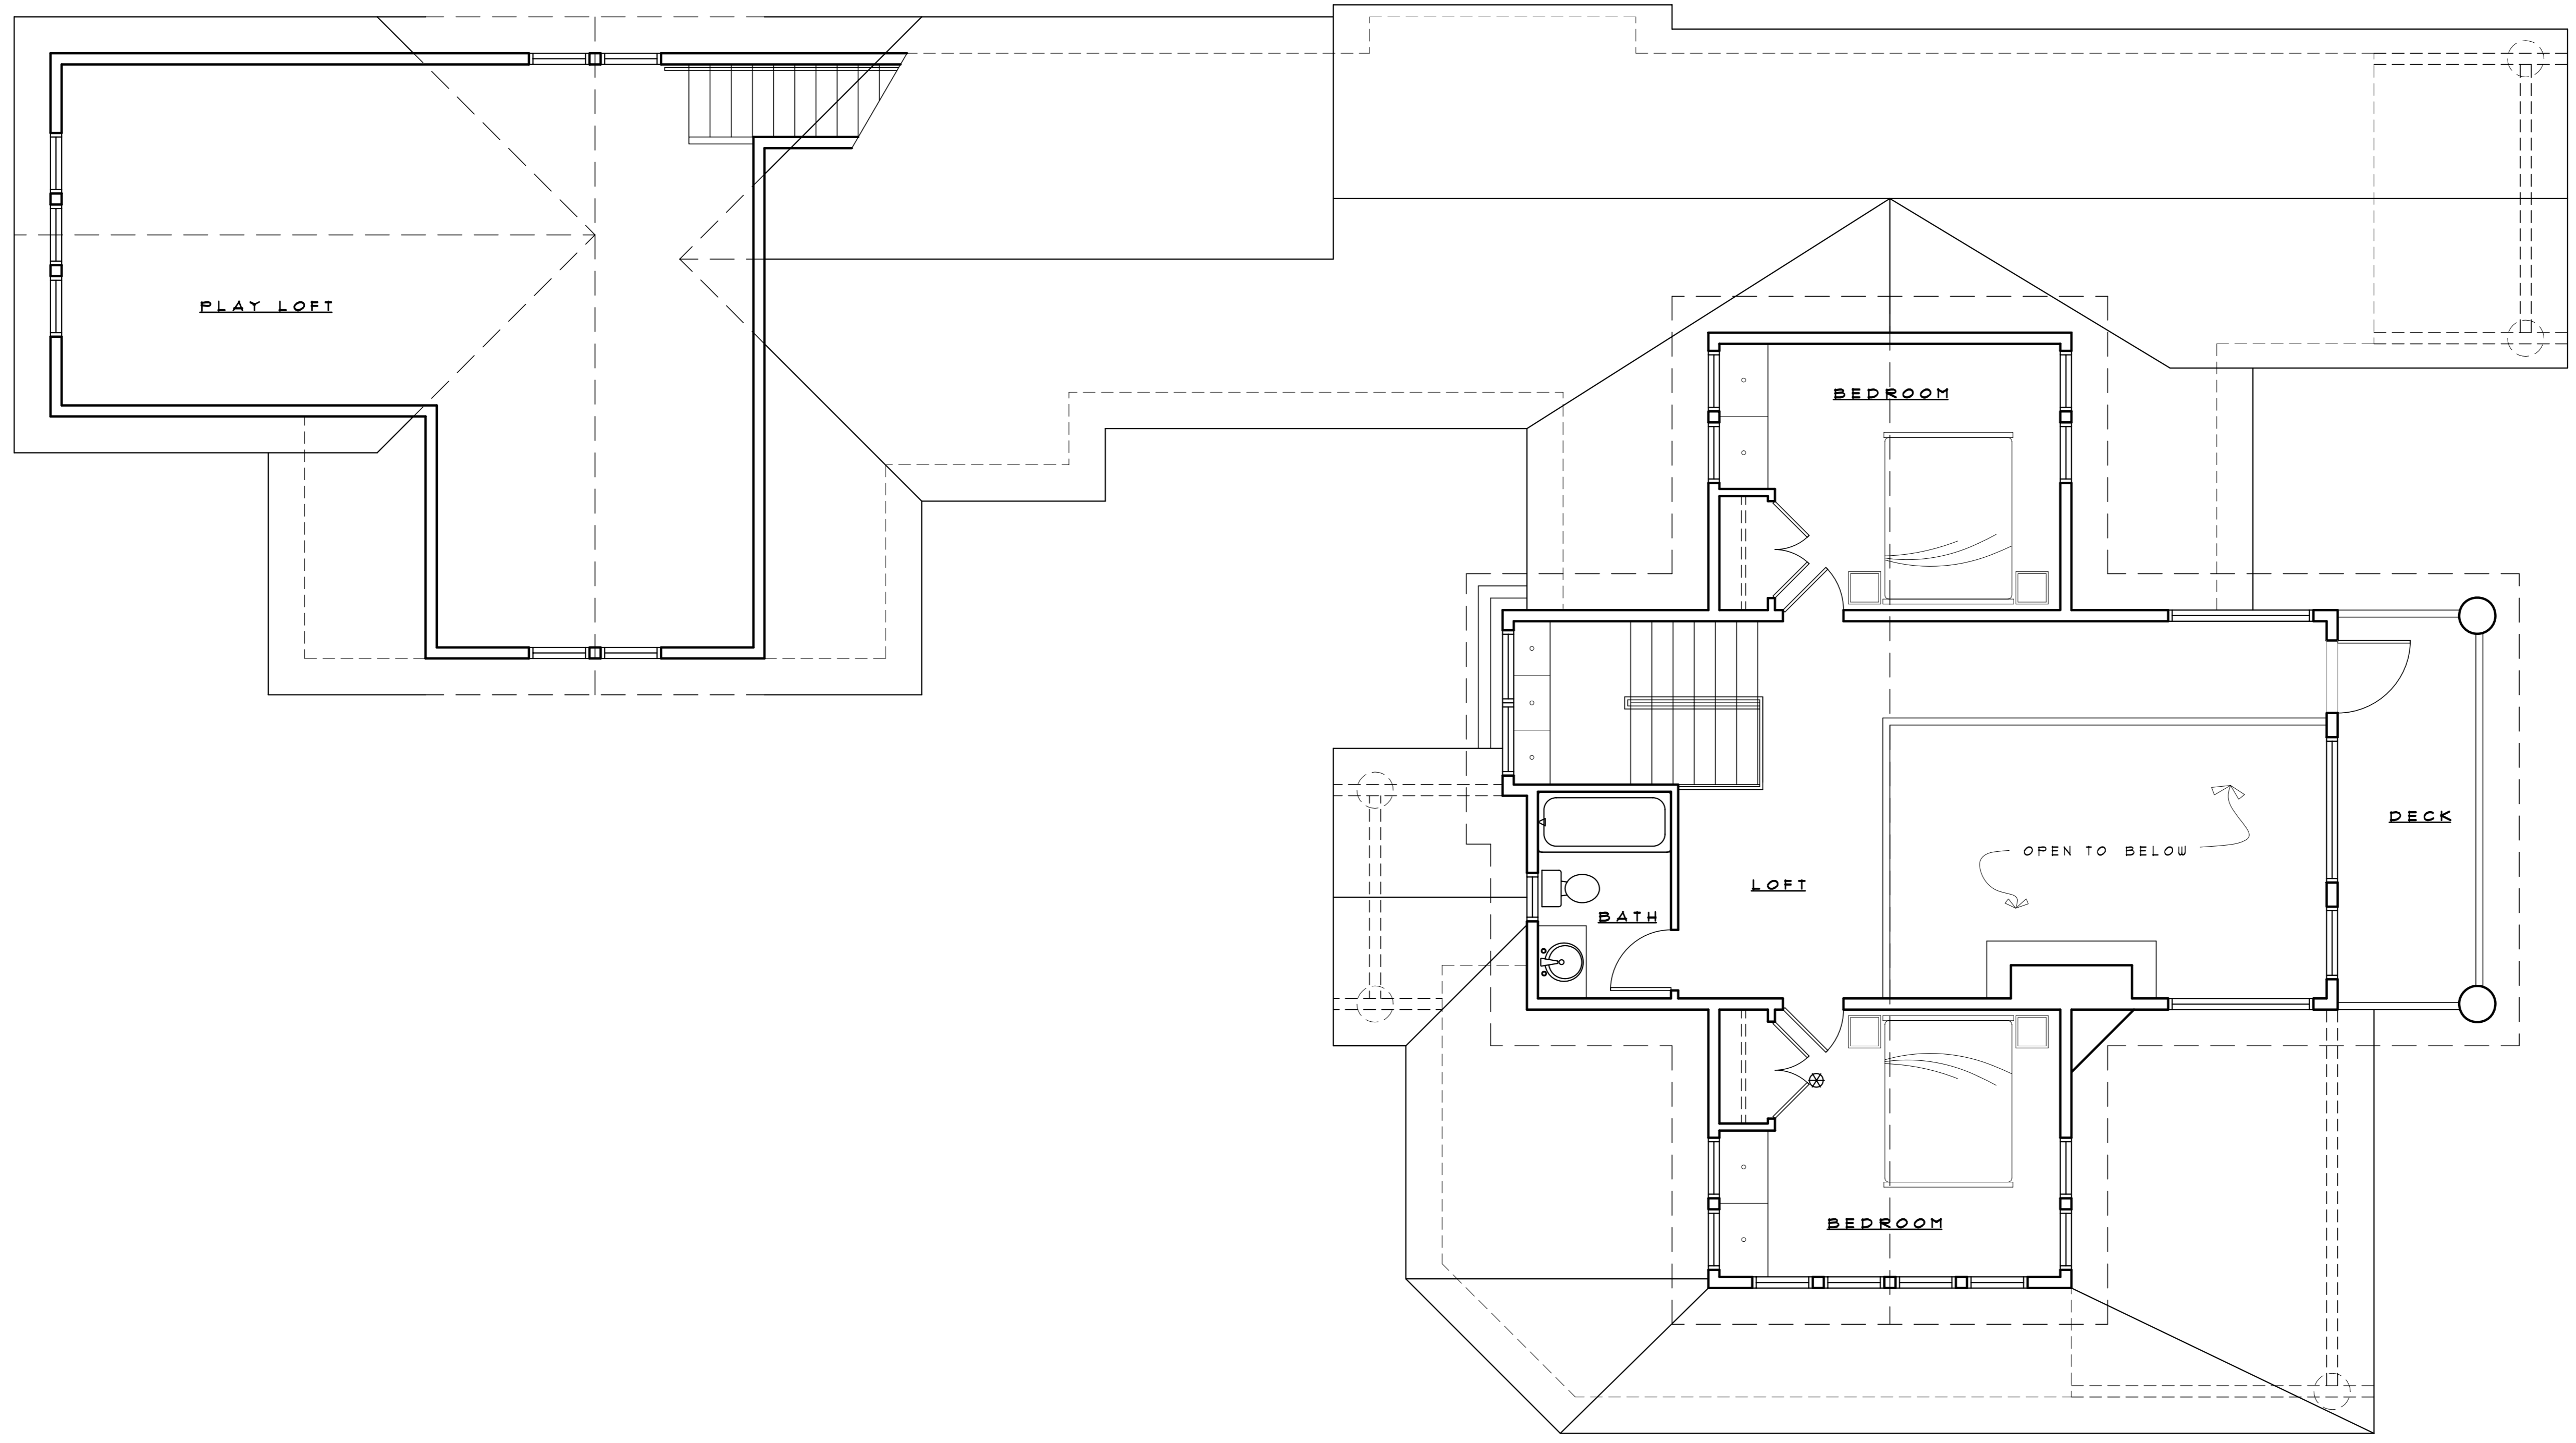 PLAY LOFT
BEDROOM
DECK
OPEN TO BELOW
LOFT
BATH
BEDROOM